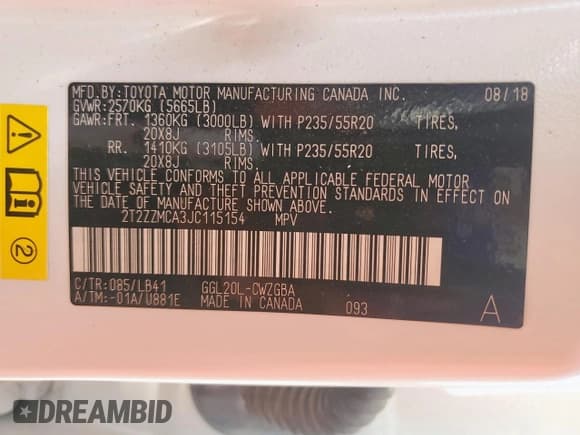 MFD.BY:TOYOTA MOTOR MANUFACTURING CANADA INC. 08/18
GVWR:2570KG (5665LB)
GAWR:FRT. 1360KG (3000LB) WITH P235/55R20 TIRES,
20X8J RIMS.
RR. 1410KG (3105LB) WITH P235/55R20 TIRES,
20X8J RIMS.
THIS VEHICLE CONFORMS TO ALL APPLICABLE FEDERAL MOTOR
VEHICLE SAFETY AND THEFT PREVENTION STANDARDS IN EFFECT ON
THE DATE OF MANUFACTURE SHOWN ABOVE.
2T2ZZMCA3JC115154 MPV
C/TR:085/LB41 GGL20L-CWZGBA
A/TM:-01A/U881E MADE IN CANADA 093 A
2
DREAMBID